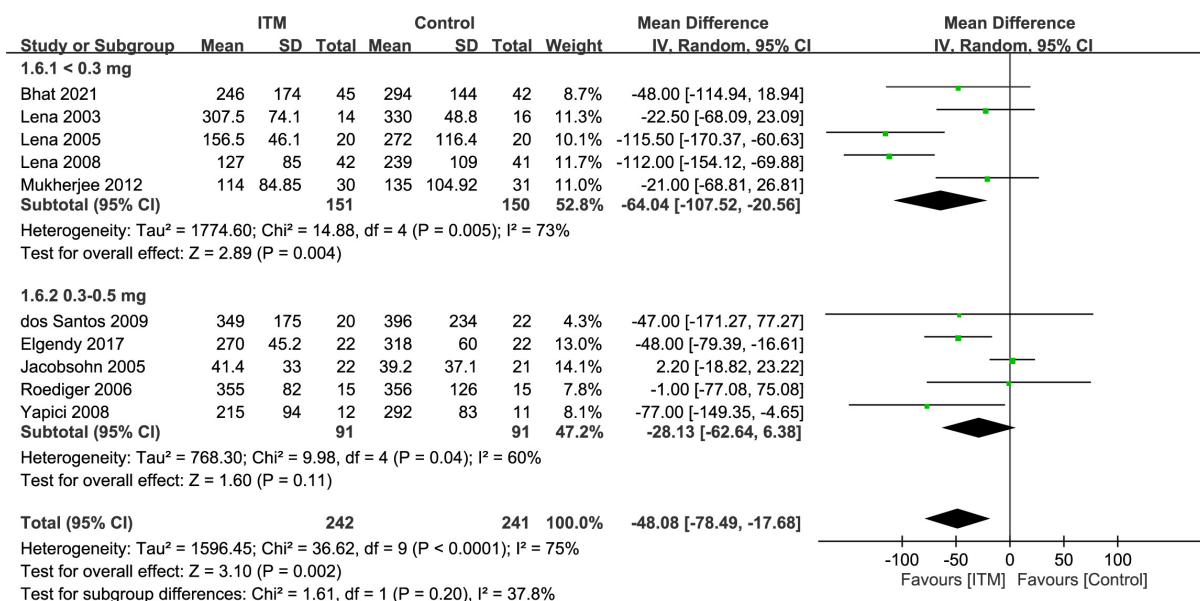 ITM Control Mean Difference Mean Difference
Study or Subgroup Mean SD Total Mean SD Total Weight IV, Random, 95% CI IV, Random, 95% CI
1.6.1 < 0.3 mg
Bhat 2021 246 174 45 294 144 42 8.7% -48.00 [-114.94, 18.94]
Lena 2003 307.5 74.1 14 330 48.8 16 11.3% -22.50 [-68.09, 23.09]
Lena 2005 156.5 46.1 20 272 116.4 20 10.1% -115.50 [-170.37, -60.63]
Lena 2008 127 85 42 239 109 41 11.7% -112.00 [-154.12, -69.88]
Mukherjee 2012 114 84.85 30 135 104.92 31 11.0% -21.00 [-68.81, 26.81]
Subtotal (95% CI) 151 150 52.8% -64.04 [-107.52, -20.56]
Heterogeneity: Tau² = 1774.60; Chi² = 14.88, df = 4 (P = 0.005); I² = 73%
Test for overall effect: Z = 2.89 (P = 0.004)
1.6.2 0.3-0.5 mg
dos Santos 2009 349 175 20 396 234 22 4.3% -47.00 [-171.27, 77.27]
Elgendy 2017 270 45.2 22 318 60 22 13.0% -48.00 [-79.39, -16.61]
Jacobsohn 2005 41.4 33 22 39.2 37.1 21 14.1% 2.20 [-18.82, 23.22]
Roediger 2006 355 82 15 356 126 15 7.8% -1.00 [-77.08, 75.08]
Yapici 2008 215 94 12 292 83 11 8.1% -77.00 [-149.35, -4.65]
Subtotal (95% CI) 91 91 47.2% -28.13 [-62.64, 6.38]
Heterogeneity: Tau² = 768.30; Chi² = 9.98, df = 4 (P = 0.04); I² = 60%
Test for overall effect: Z = 1.60 (P = 0.11)
Total (95% CI) 242 241 100.0% -48.08 [-78.49, -17.68]
Heterogeneity: Tau² = 1596.45; Chi² = 36.62, df = 9 (P < 0.0001); I² = 75%
Test for overall effect: Z = 3.10 (P = 0.002)
Test for subgroup differences: Chi² = 1.61, df = 1 (P = 0.20), I² = 37.8%
-100 -50 0 50 100
Favours [ITM] Favours [Control]